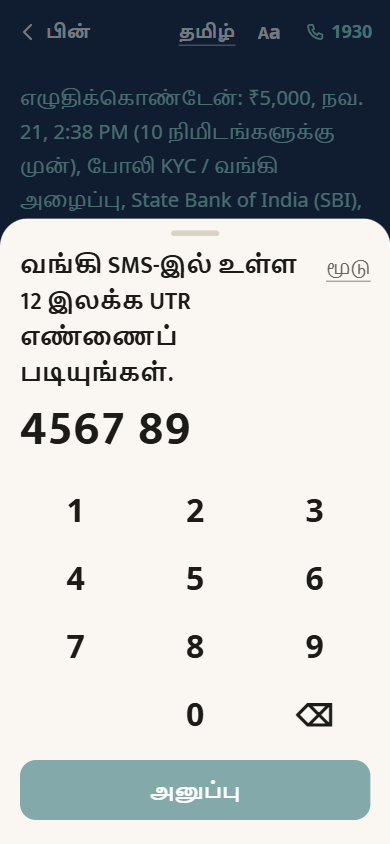 பின்
தமிழ்
Aa
1930
எழுதிக்கொண்டேன்: ₹5,000, நவ.
21, 2:38 PM (10 நிமிடங்களுக்கு
முன்), போலி KYC / வங்கி
அழைப்பு, State Bank of India (SBI),
வங்கி SMS-இல் உள்ள
12 இலக்க UTR
எண்ணைப்
படியுங்கள்.
மூடு
4567 89
1 2 3
4 5 6
7 8 9
0
அனுப்பு